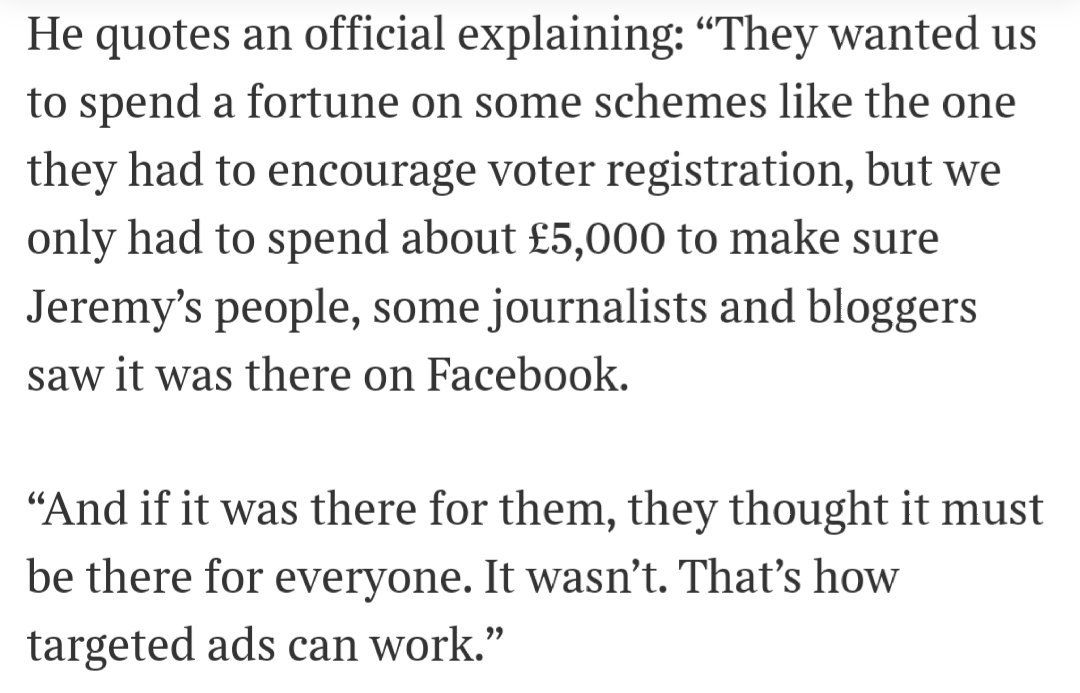 He quotes an official explaining: “They wanted us
to spend a fortune on some schemes like the one
they had to encourage voter registration, but we
only had to spend about £5,000 to make sure
Jeremy’s people, some journalists and bloggers
saw it was there on Facebook.
“And if it was there for them, they thought it must
be there for everyone. It wasn’t. That’s how
targeted ads can work.”